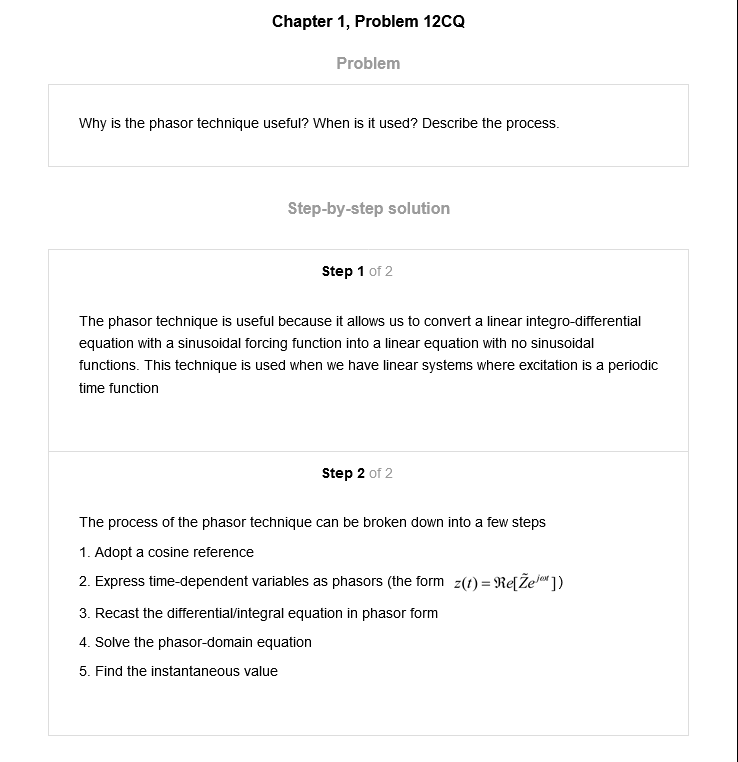 Chapter 1, Problem 12CQ
Problem
Why is the phasor technique useful? When is it used? Describe the process.
Step-by-step solution
Step 1 of 2
The phasor technique is useful because it allows us to convert a linear integro-differential
equation with a sinusoidal forcing function into a linear equation with no sinusoidal
functions. This technique is used when we have linear systems where excitation is a periodic
time function
Step 2 of 2
The process of the phasor technique can be broken down into a few steps
1. Adopt a cosine reference
2. Express time-dependent variables as phasors (the form z(t) = ℜe[Z̃e^{jωt}])
3. Recast the differential/integral equation in phasor form
4. Solve the phasor-domain equation
5. Find the instantaneous value